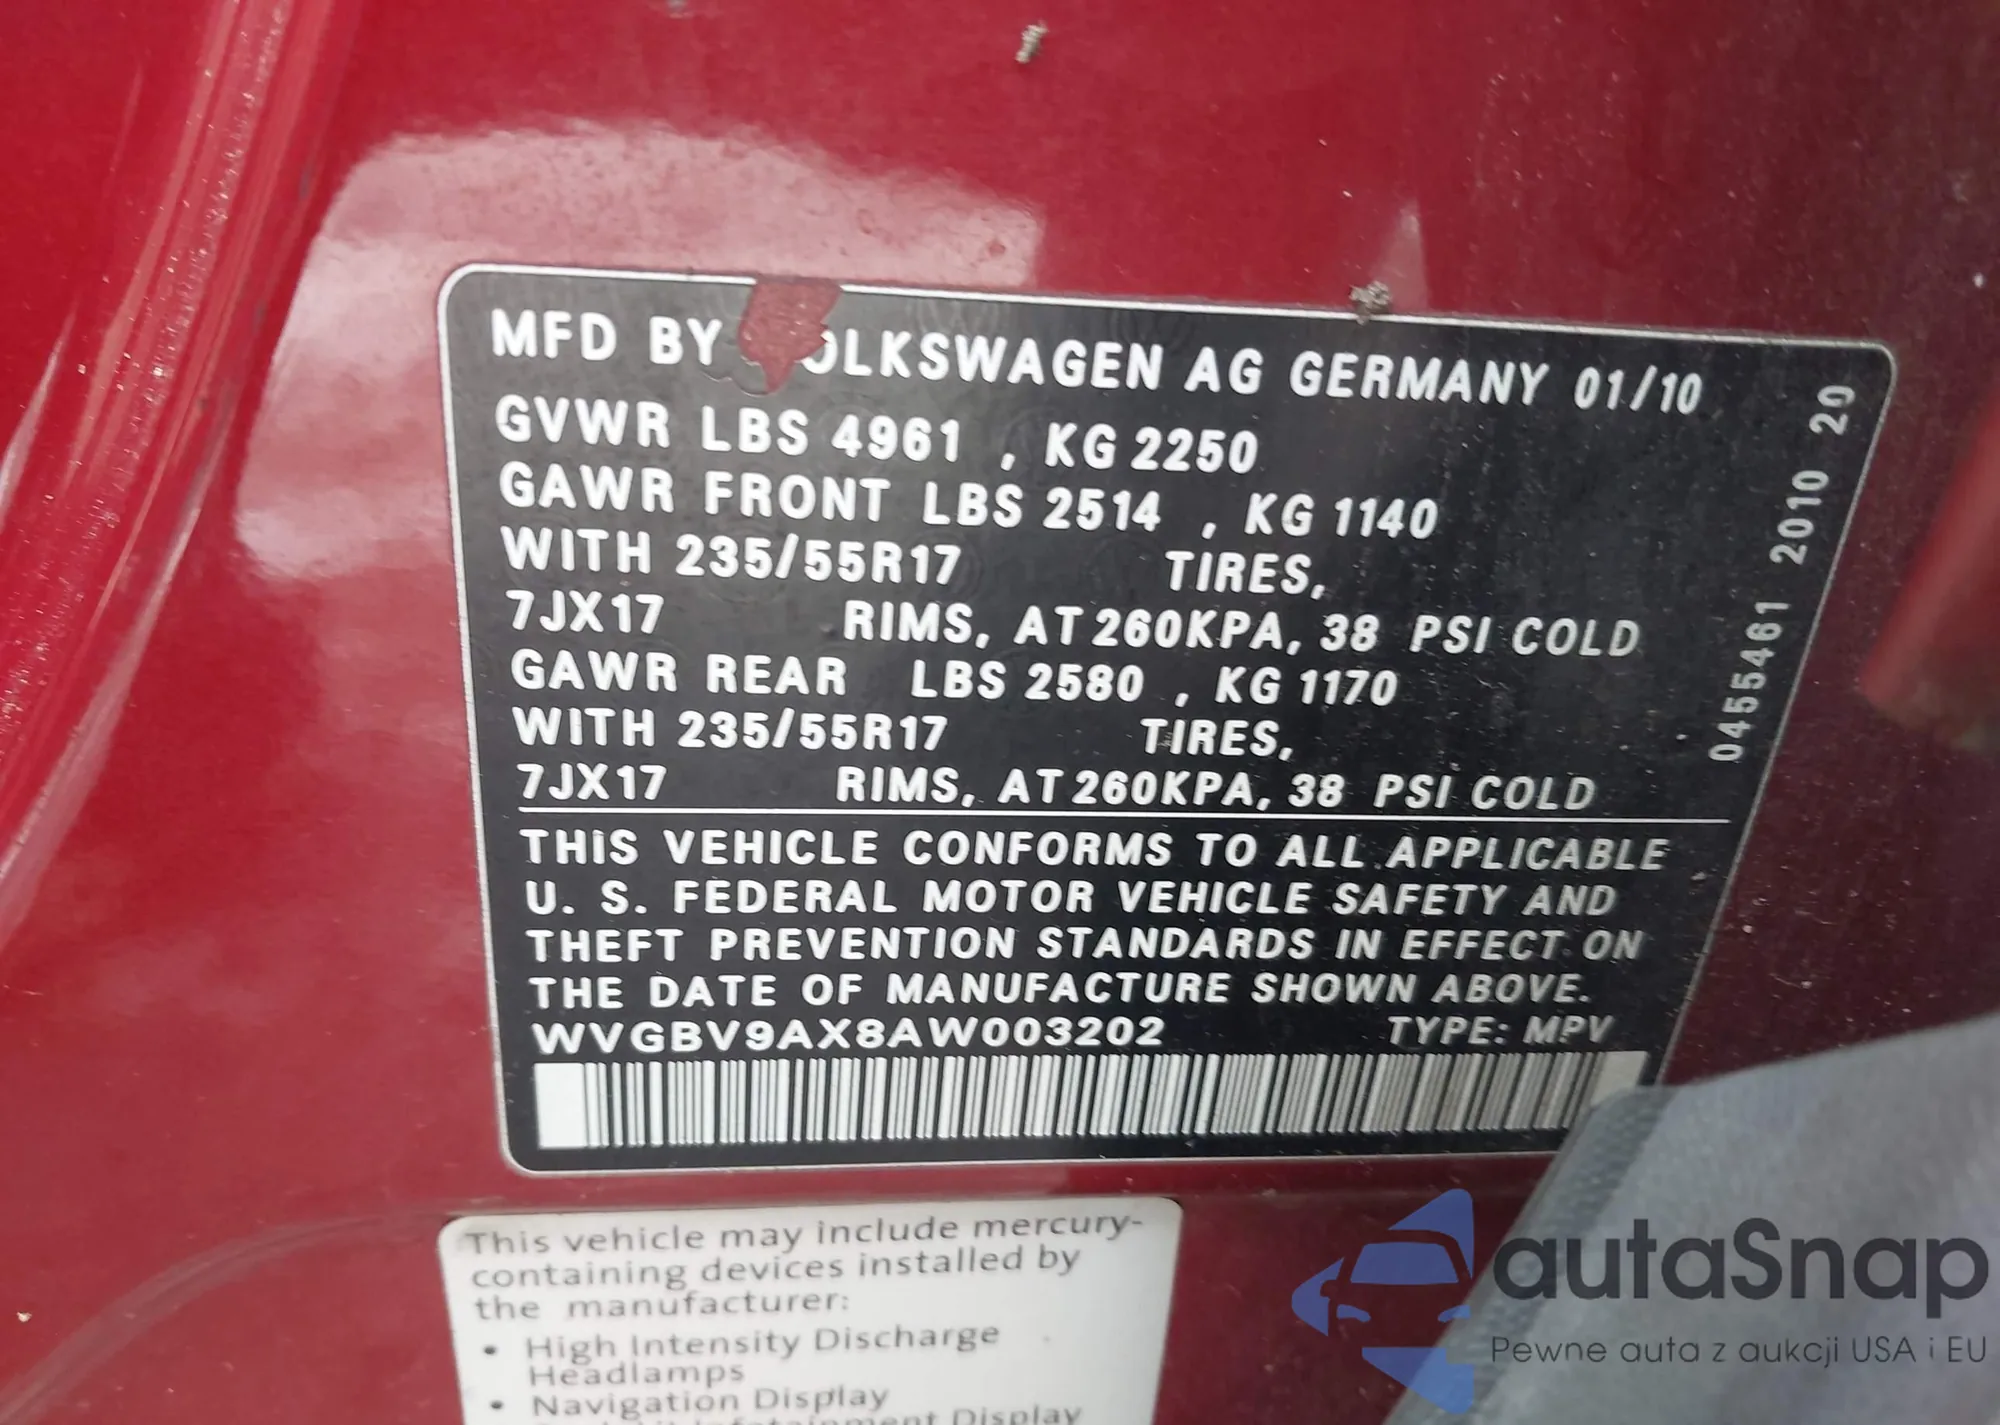 MFD BY VOLKSWAGEN AG GERMANY 01/10
GVWR LBS 4961 , KG 2250
GAWR FRONT LBS 2514 , KG 1140
WITH 235/55R17 TIRES,
7JX17 RIMS, AT 260KPA, 38 PSI COLD
GAWR REAR LBS 2580 , KG 1170
WITH 235/55R17 TIRES,
7JX17 RIMS, AT 260KPA, 38 PSI COLD
THIS VEHICLE CONFORMS TO ALL APPLICABLE
U. S. FEDERAL MOTOR VEHICLE SAFETY AND
THEFT PREVENTION STANDARDS IN EFFECT ON
THE DATE OF MANUFACTURE SHOWN ABOVE.
WVGBV9AX8AW003202 TYPE: MPV
0455461 2010 20
This vehicle may include mercury-
containing devices installed by
the manufacturer:
• High Intensity Discharge
Headlamps
• Navigation Display
Display
autaSnap
Pewne auta z aukcji USA i EU